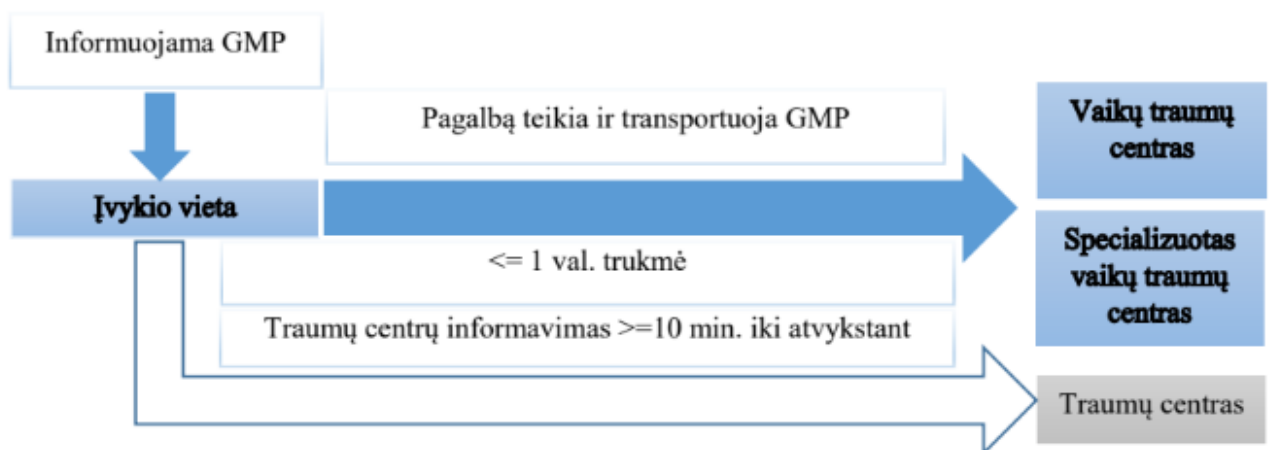 Informuojama GMP
Pagalbą teikia ir transportuoja GMP
Vaikų traumų
centras
Įvykio vieta
Specializuotas
vaikų traumų
centras
<= 1 val. trukmė
Traumų centrų informavimas >=10 min. iki atvykstant
Traumų centras